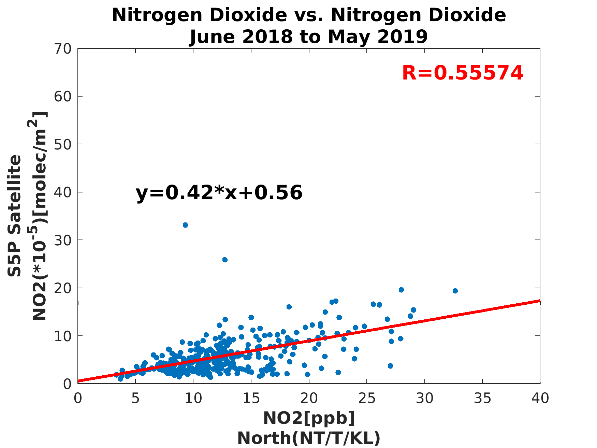 Nitrogen Dioxide vs. Nitrogen Dioxide
June 2018 to May 2019
R=0.55574
y=0.42*x+0.56
S5P Satellite
NO2(*10^-5)[molec/m^2]
70
60
50
40
30
20
10
0
0 5 10 15 20 25 30 35 40
NO2[ppb]
North(NT/T/KL)